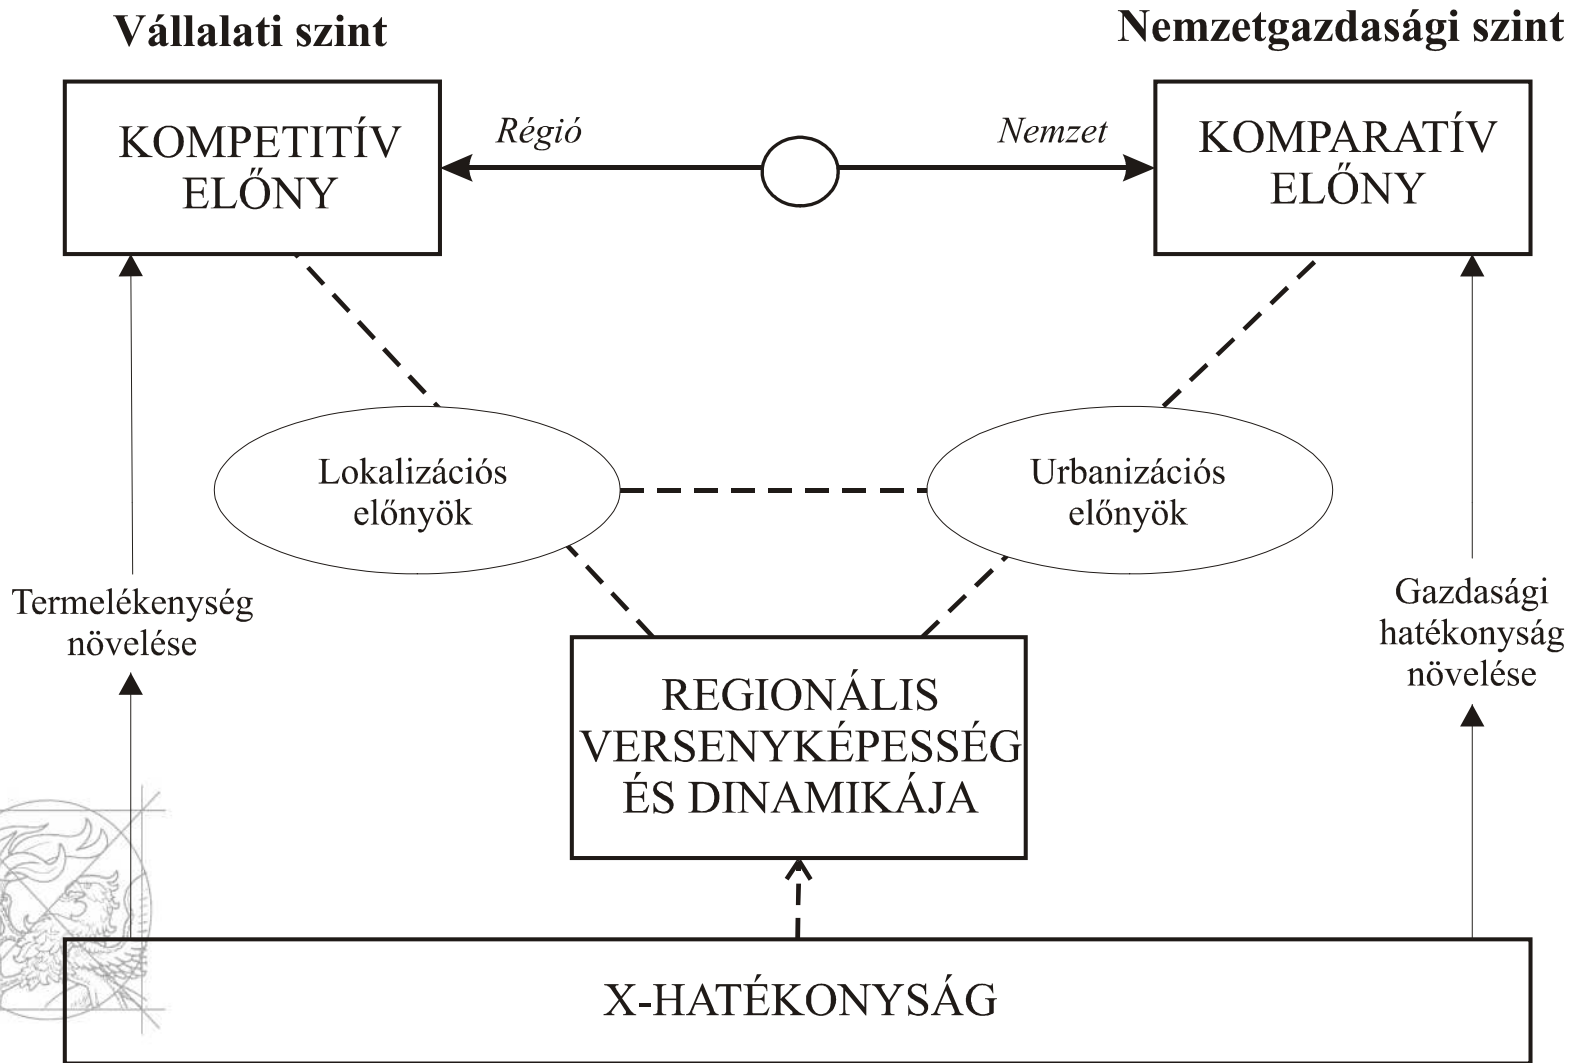 Vállalati szint
Nemzetgazdasági szint
KOMPETITÍV
ELŐNY
Régió
Nemzet
KOMPARATÍV
ELŐNY
Lokalizációs
előnyök
Urbanizációs
előnyök
Termelékenység
növelése
Gazdasági
hatékonyság
növelése
REGIONÁLIS
VERSENYKÉPESSÉG
ÉS DINAMIKÁJA
X-HATÉKONYSÁG